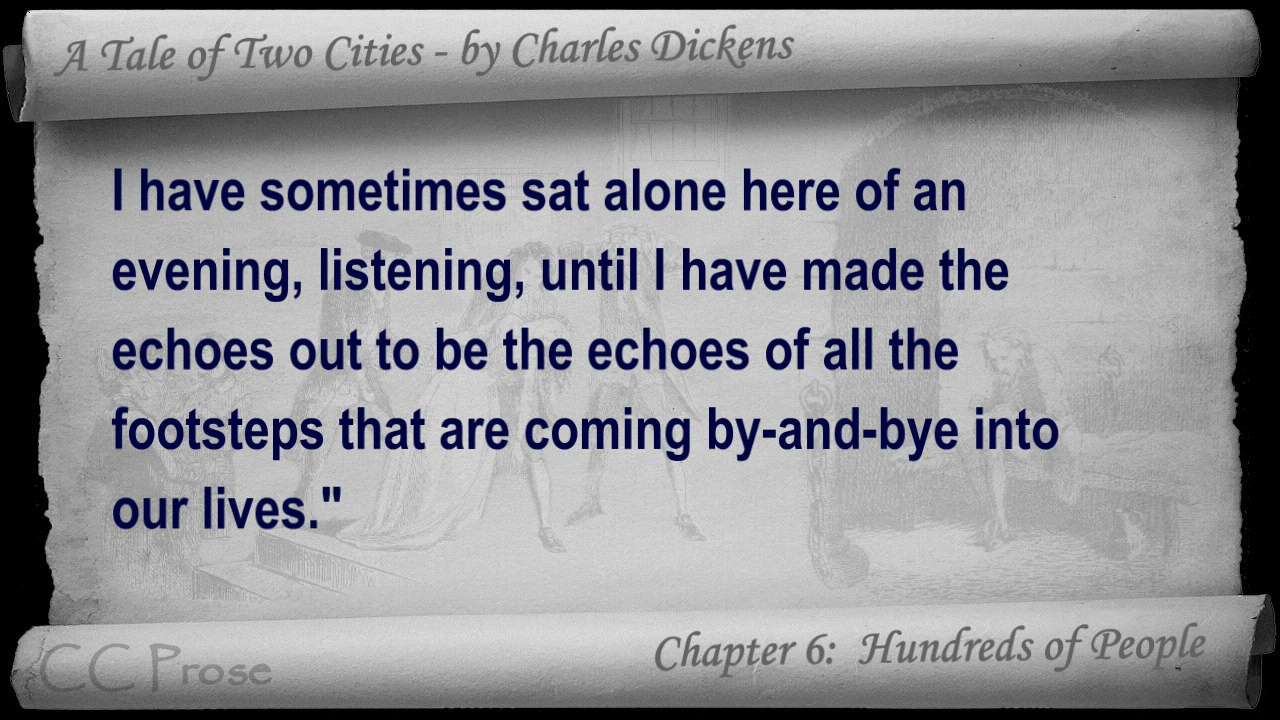 A Tale of Two Cities - by Charles Dickens
I have sometimes sat alone here of an
evening, listening, until I have made the
echoes out to be the echoes of all the
footsteps that are coming by-and-bye into
our lives."
Chapter 6: Hundreds of People
CC Prose